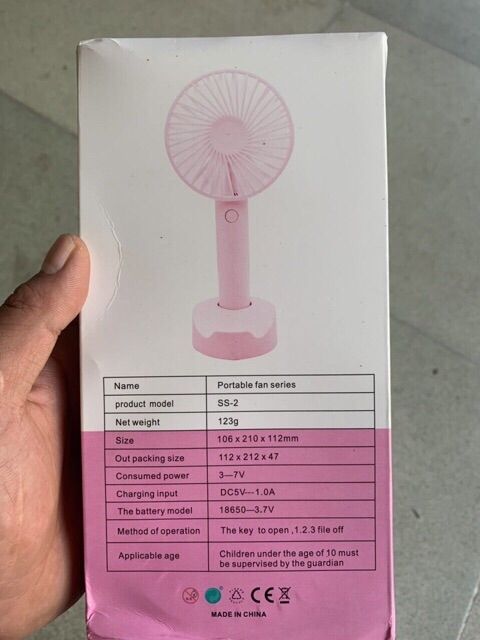 Name Portable fan series
product model SS-2
Net weight 123g
Size 106 x 210 x 112mm
Out packing size 112 x 212 x 47
Consumed power 3—7V
Charging input DC5V---1.0A
The battery model 18650—3.7V
Method of operation The key to open ,1.2.3 file off
Applicable age Children under the age of 10 must
be supervised by the guardian
CE
MADE IN CHINA